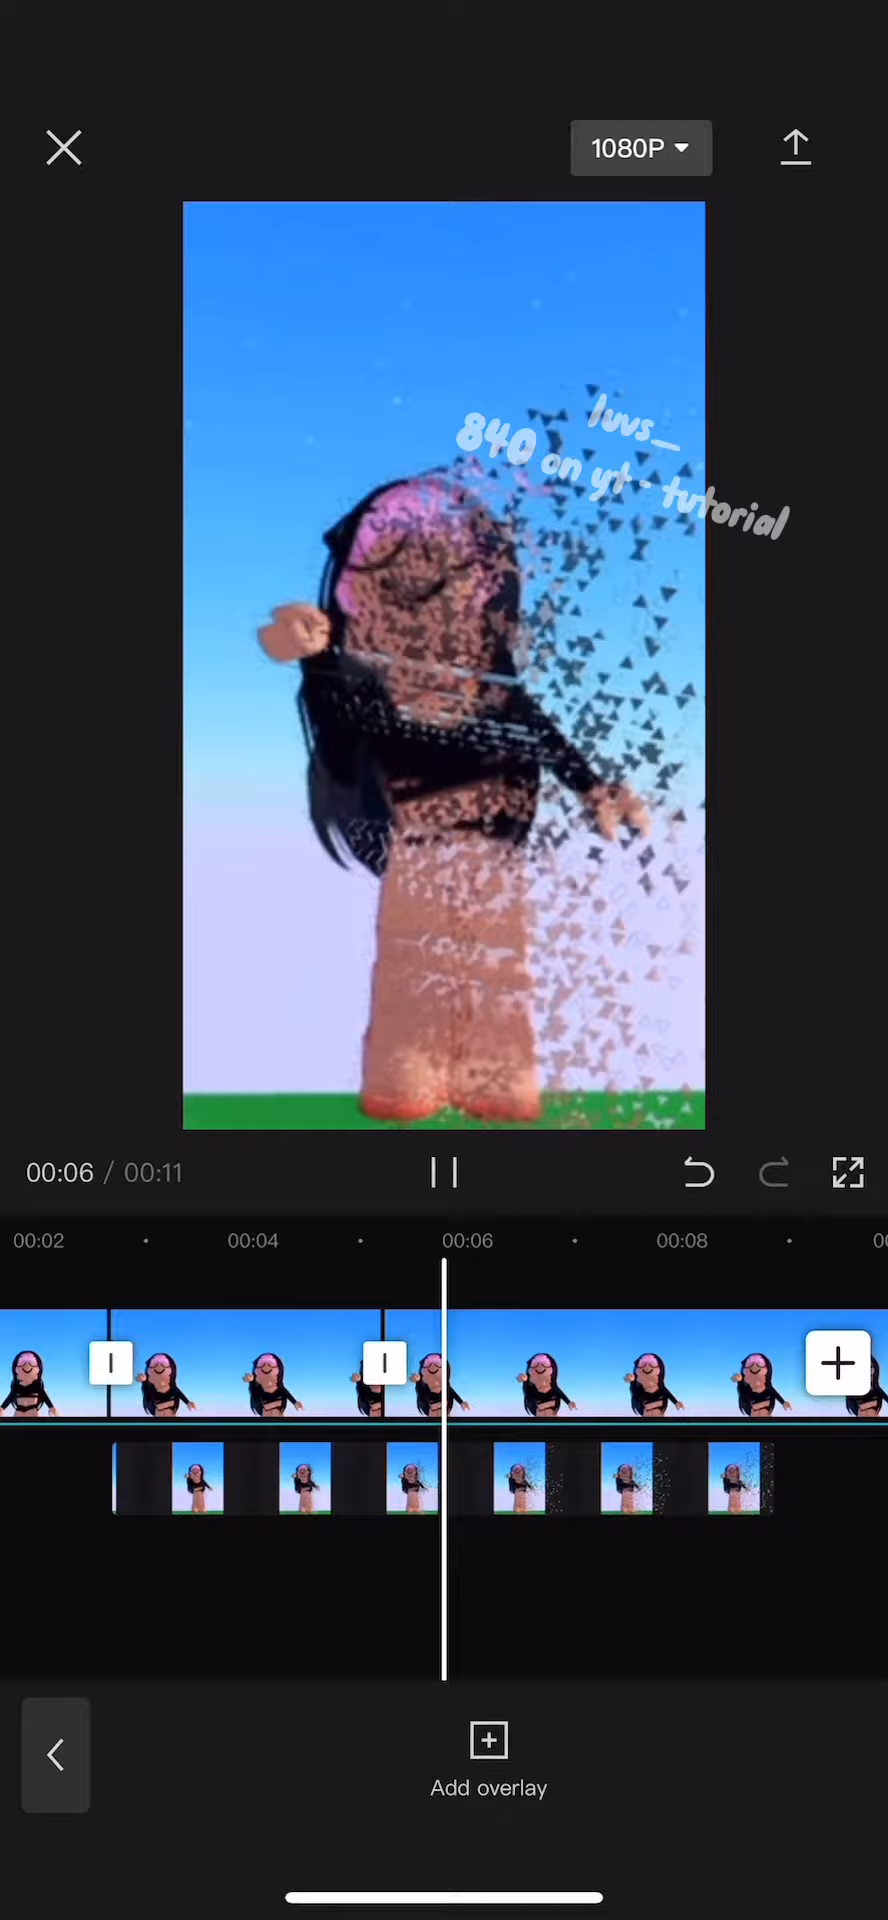 1080P
luvs_
840 on yt - tutorial
00:06 / 00:11
00:02 00:04 00:06 00:08
Add overlay